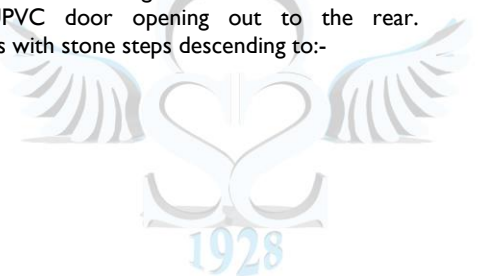 UPVC door opening out to the rear.
s with stone steps descending to:-
1928